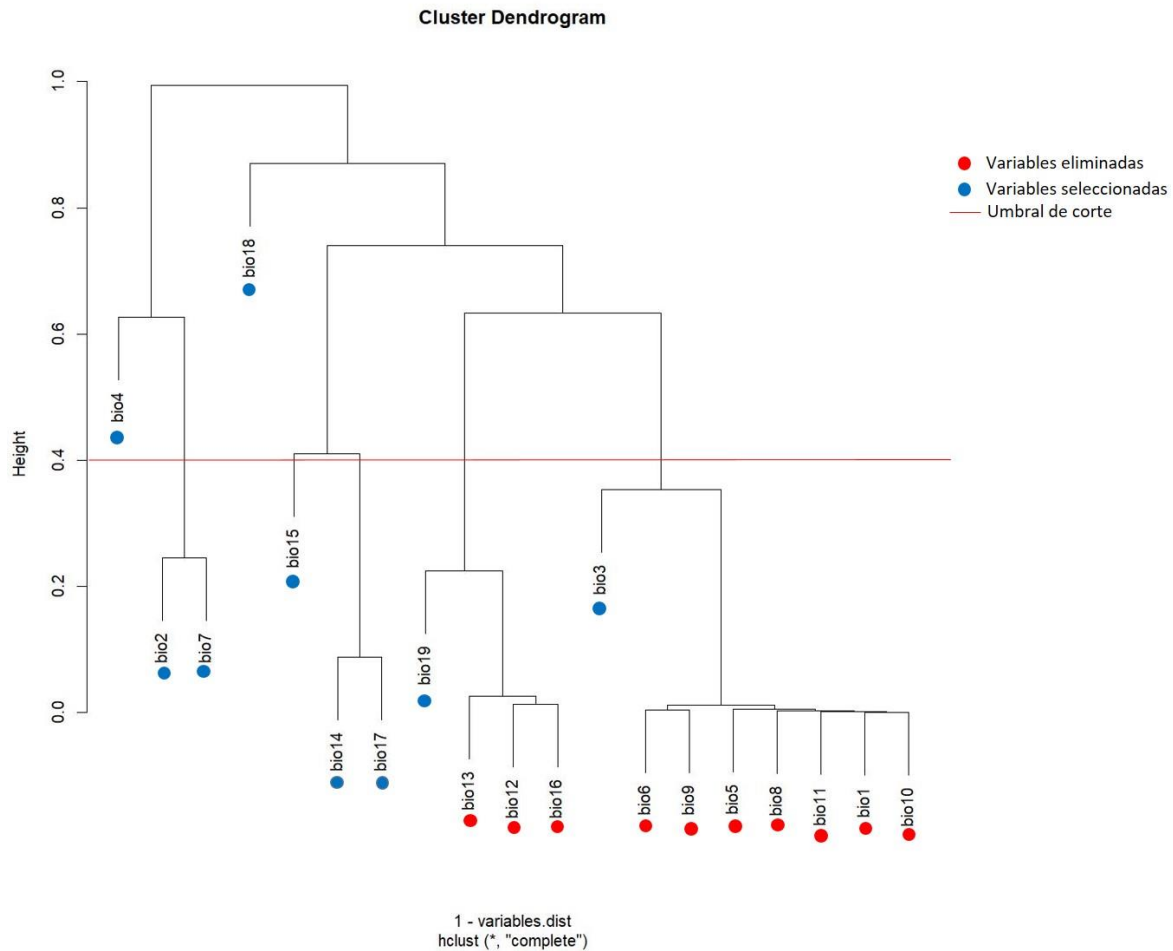 Cluster Dendrogram
Variables eliminadas
Variables seleccionadas
Umbral de corte
Height
1.0
0.8
0.6
0.4
0.2
0.0
bio4
bio2
bio7
bio18
bio15
bio14
bio17
bio19
bio13
bio12
bio16
bio3
bio6
bio9
bio5
bio8
bio11
bio1
bio10
1 - variables.dist
hclust (*, "complete")